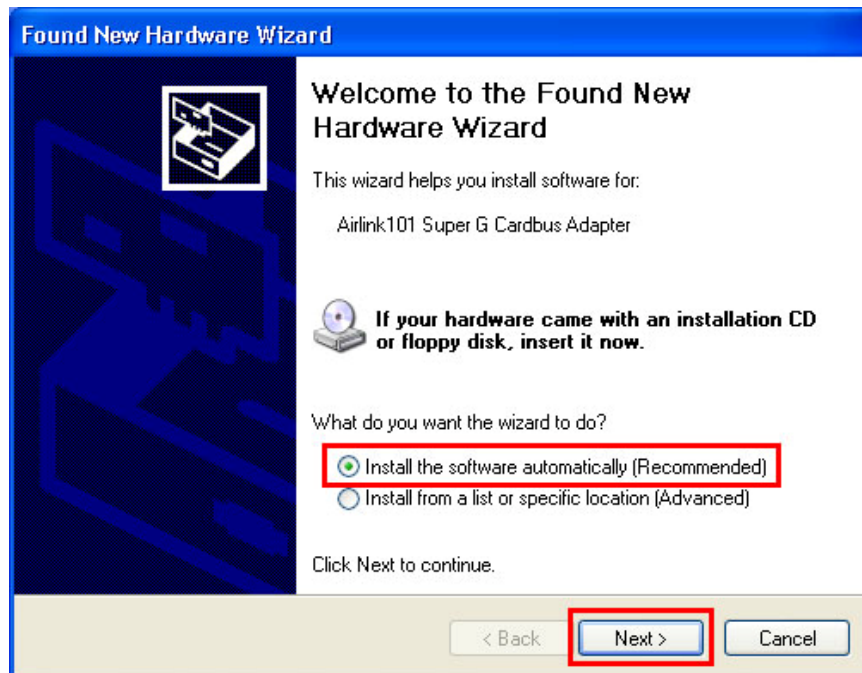 Found New Hardware Wizard
Welcome to the Found New
Hardware Wizard
This wizard helps you install software for:
Airlink101 Super G Cardbus Adapter
If your hardware came with an installation CD
or floppy disk, insert it now.
What do you want the wizard to do?
Install the software automatically (Recommended)
Install from a list or specific location (Advanced)
Click Next to continue.
< Back Next > Cancel